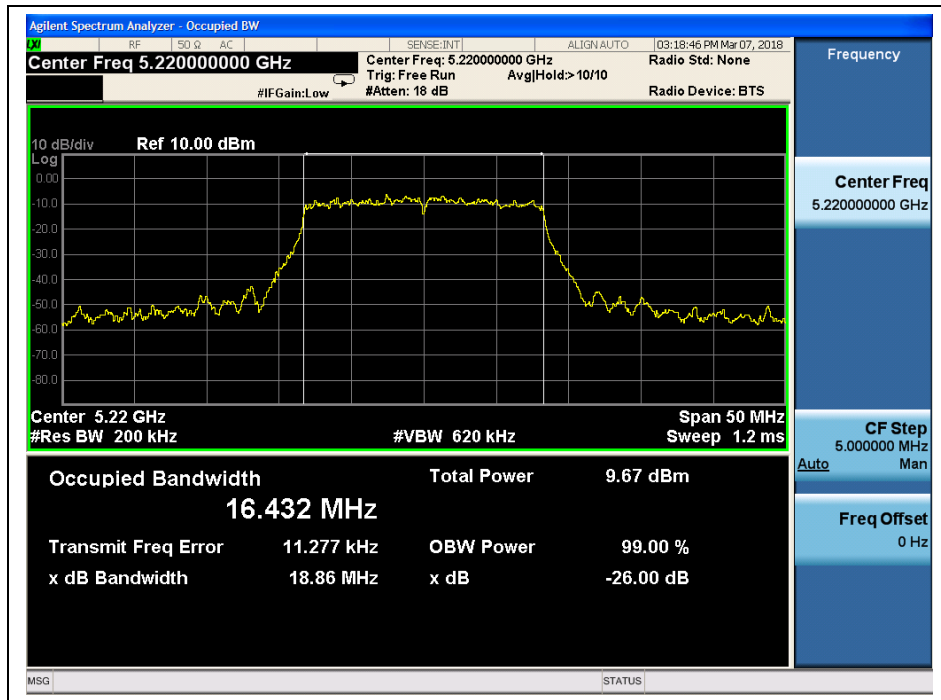 Agilent Spectrum Analyzer - Occupied BW
LXI RF 50 Ω AC SENSE:INT ALIGN AUTO 03:18:46 PM Mar 07, 2018
Center Freq 5.220000000 GHz
Center Freq: 5.220000000 GHz
Radio Std: None
Trig: Free Run Avg|Hold:>10/10
#IFGain:Low
#Atten: 18 dB
Radio Device: BTS
10 dB/div Ref 10.00 dBm
Log
0.00
-10.0
-20.0
-30.0
-40.0
-50.0
-60.0
-70.0
-80.0
Center 5.22 GHz Span 50 MHz
#Res BW 200 kHz #VBW 620 kHz Sweep 1.2 ms
Occupied Bandwidth Total Power 9.67 dBm
16.432 MHz
Transmit Freq Error 11.277 kHz OBW Power 99.00 %
x dB Bandwidth 18.86 MHz x dB -26.00 dB
MSG STATUS
Frequency
Center Freq
5.220000000 GHz
CF Step
5.000000 MHz
Auto Man
Freq Offset
0 Hz